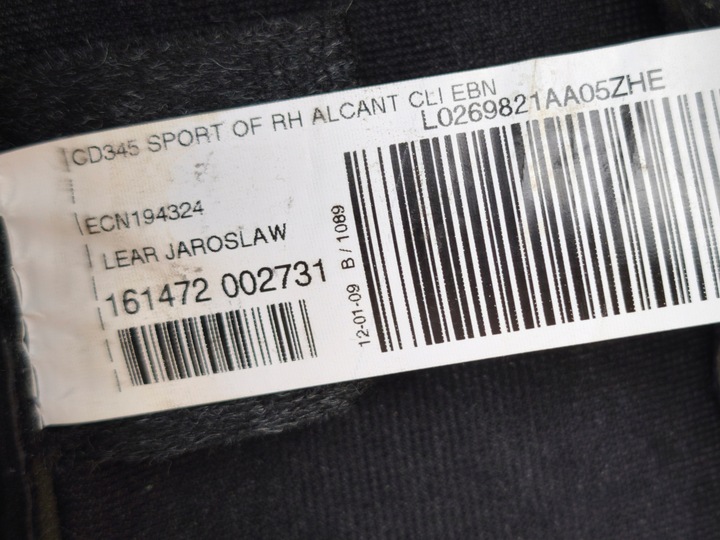 CD345 SPORT OF RH ALCANT CLI EBN
L0269821AA05ZHE
ECN194324
LEAR JAROSLAW
161472 002731
12-01-09 B / 1089